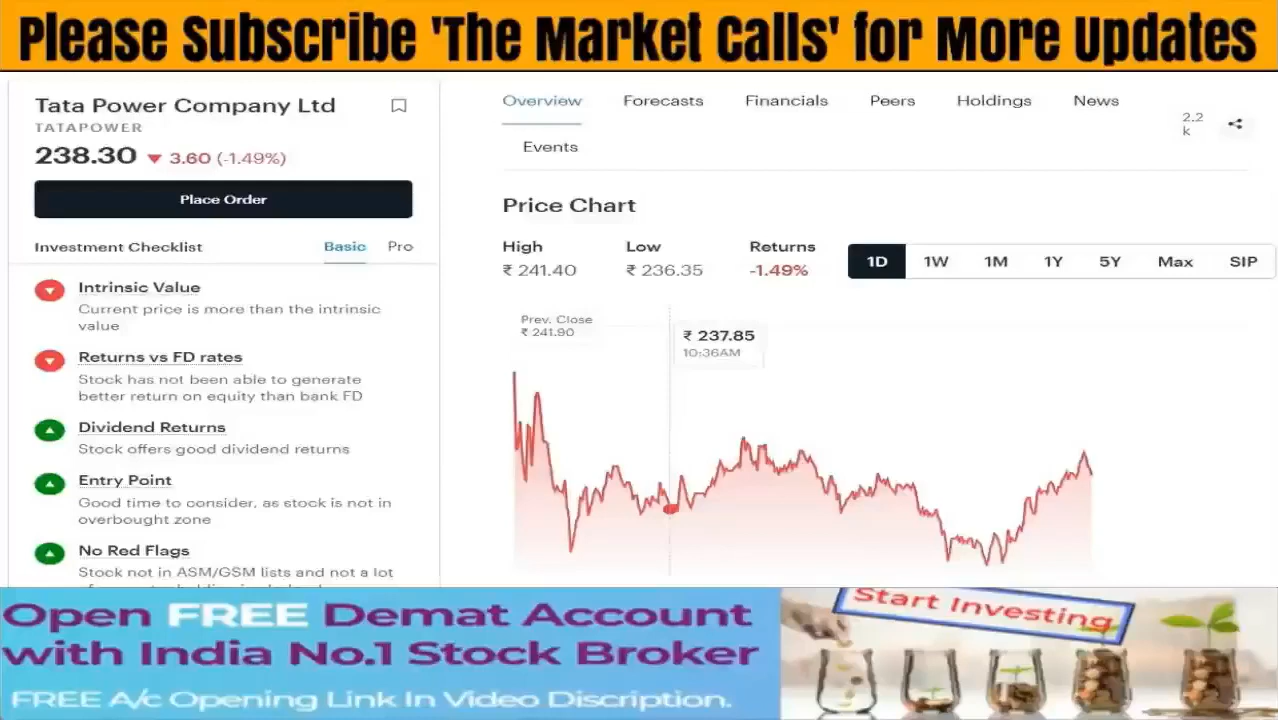 Please Subscribe 'The Market Calls' for More Updates
Tata Power Company Ltd
TATAPOWER
238.30 ▼ 3.60 (-1.49%)
Place Order
Investment Checklist
Basic Pro
Intrinsic Value
Current price is more than the intrinsic
value
Returns vs FD rates
Stock has not been able to generate
better return on equity than bank FD
Dividend Returns
Stock offers good dividend returns
Entry Point
Good time to consider, as stock is not in
overbought zone
No Red Flags
Stock not in ASM/GSM lists and not a lot
Overview Forecasts Financials Peers Holdings News
Events
2.2
k
Price Chart
High Low Returns
₹ 241.40 ₹ 236.35 -1.49%
1D 1W 1M 1Y 5Y Max SIP
Prev. Close
₹ 241.90
₹ 237.85
10:36AM
Open FREE Demat Account
with India No.1 Stock Broker
FREE A/c Opening Link In Video Discription.
Start Investing